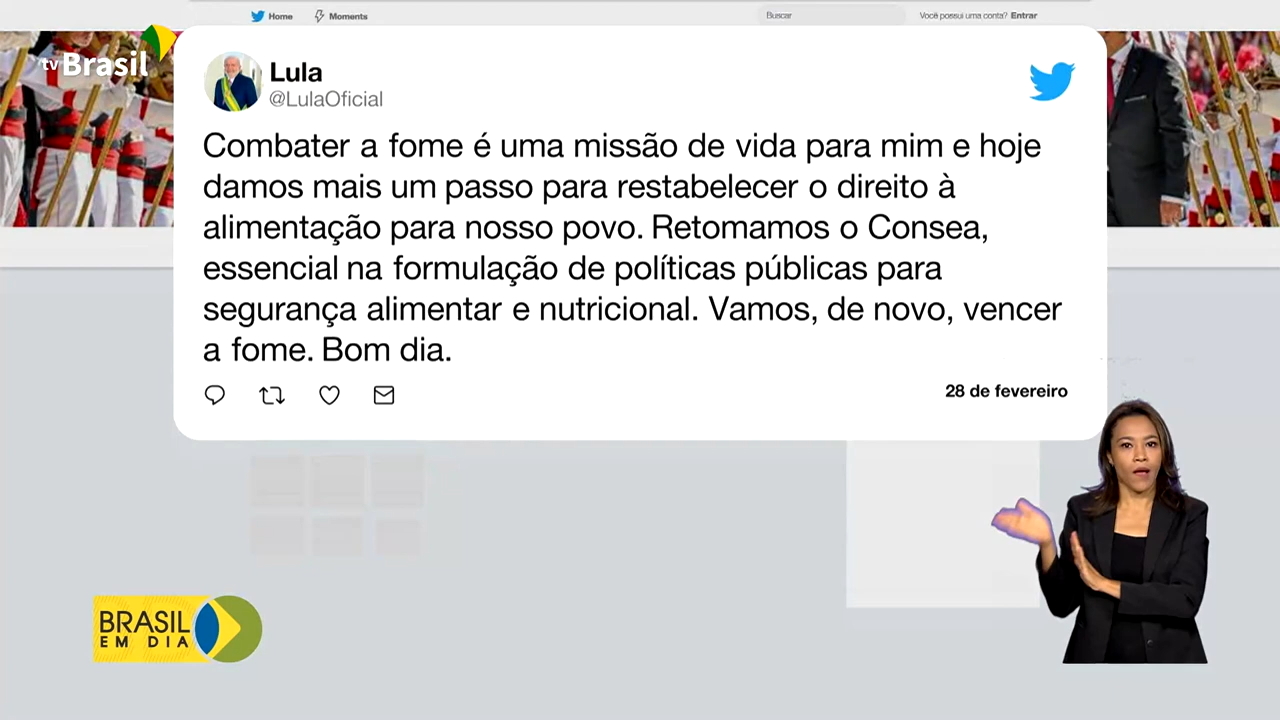 Home
Moments
Buscar
Você possui uma conta? Entrar
tv Brasil
Lula
@LulaOficial
Combater a fome é uma missão de vida para mim e hoje
damos mais um passo para restabelecer o direito à
alimentação para nosso povo. Retomamos o Consea,
essencial na formulação de políticas públicas para
segurança alimentar e nutricional. Vamos, de novo, vencer
a fome. Bom dia.
28 de fevereiro
BRASIL
EM DIA